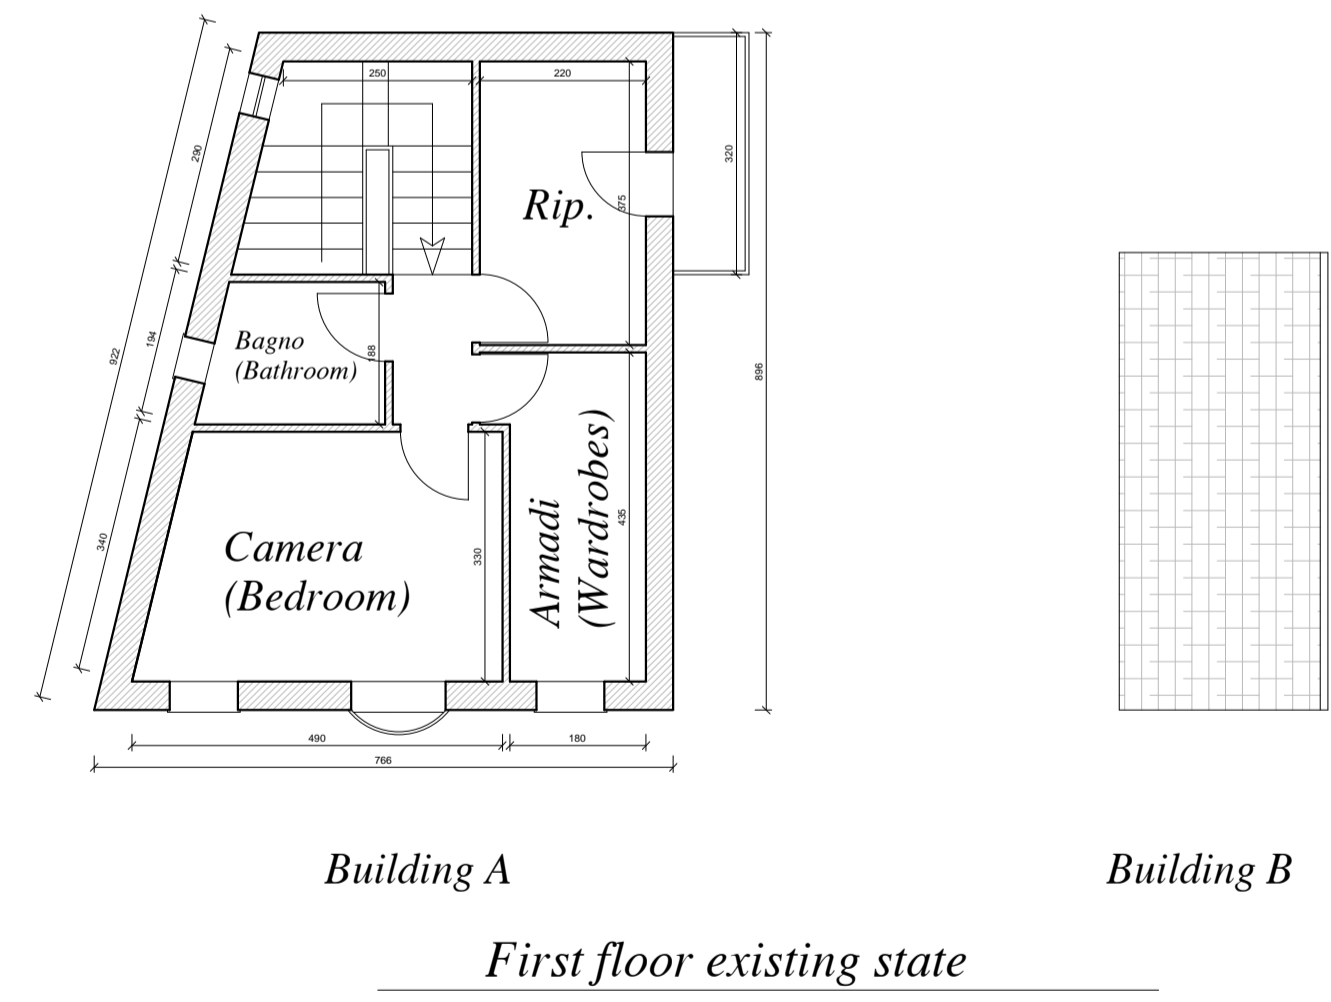 250
220
290
320
Rip.
375
Bagno
(Bathroom)
188
194
922
896
Armadi
(Wardrobes)
435
340
Camera
(Bedroom)
330
490
180
766
Building A
Building B
First floor existing state